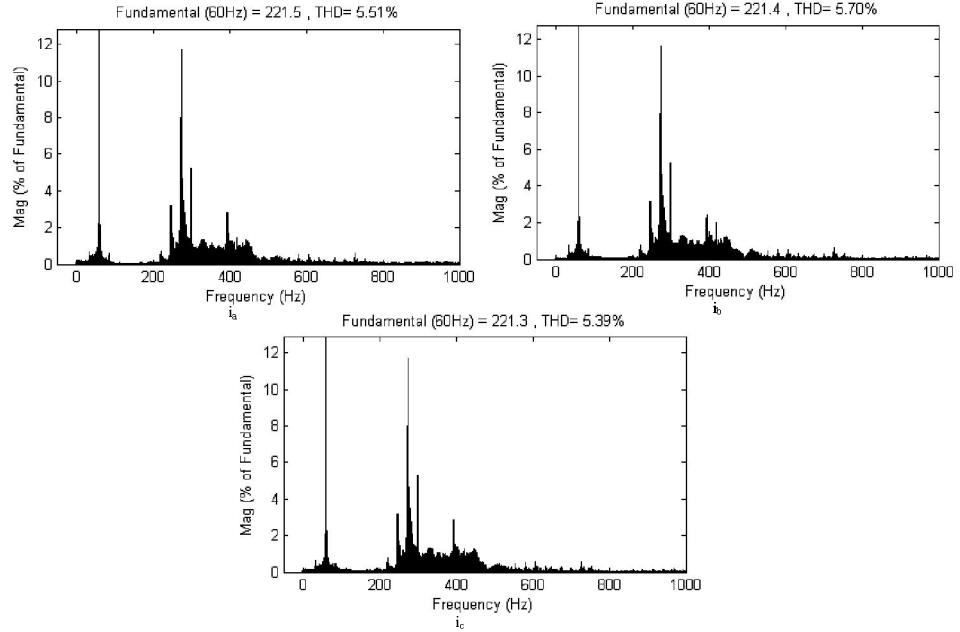 Fundamental (60Hz) = 221.5 , THD= 5.51%
Mag (% of Fundamental)
12
10
8
6
4
2
0
0 200 400 600 800 1000
Frequency (Hz)
ia
Fundamental (60Hz) = 221.4 , THD= 5.70%
Mag (% of Fundamental)
12
10
8
6
4
2
0
0 200 400 600 800 1000
Frequency (Hz)
ib
Fundamental (60Hz) = 221.3 , THD= 5.39%
Mag (% of Fundamental)
12
10
8
6
4
2
0
0 200 400 600 800 1000
Frequency (Hz)
ic